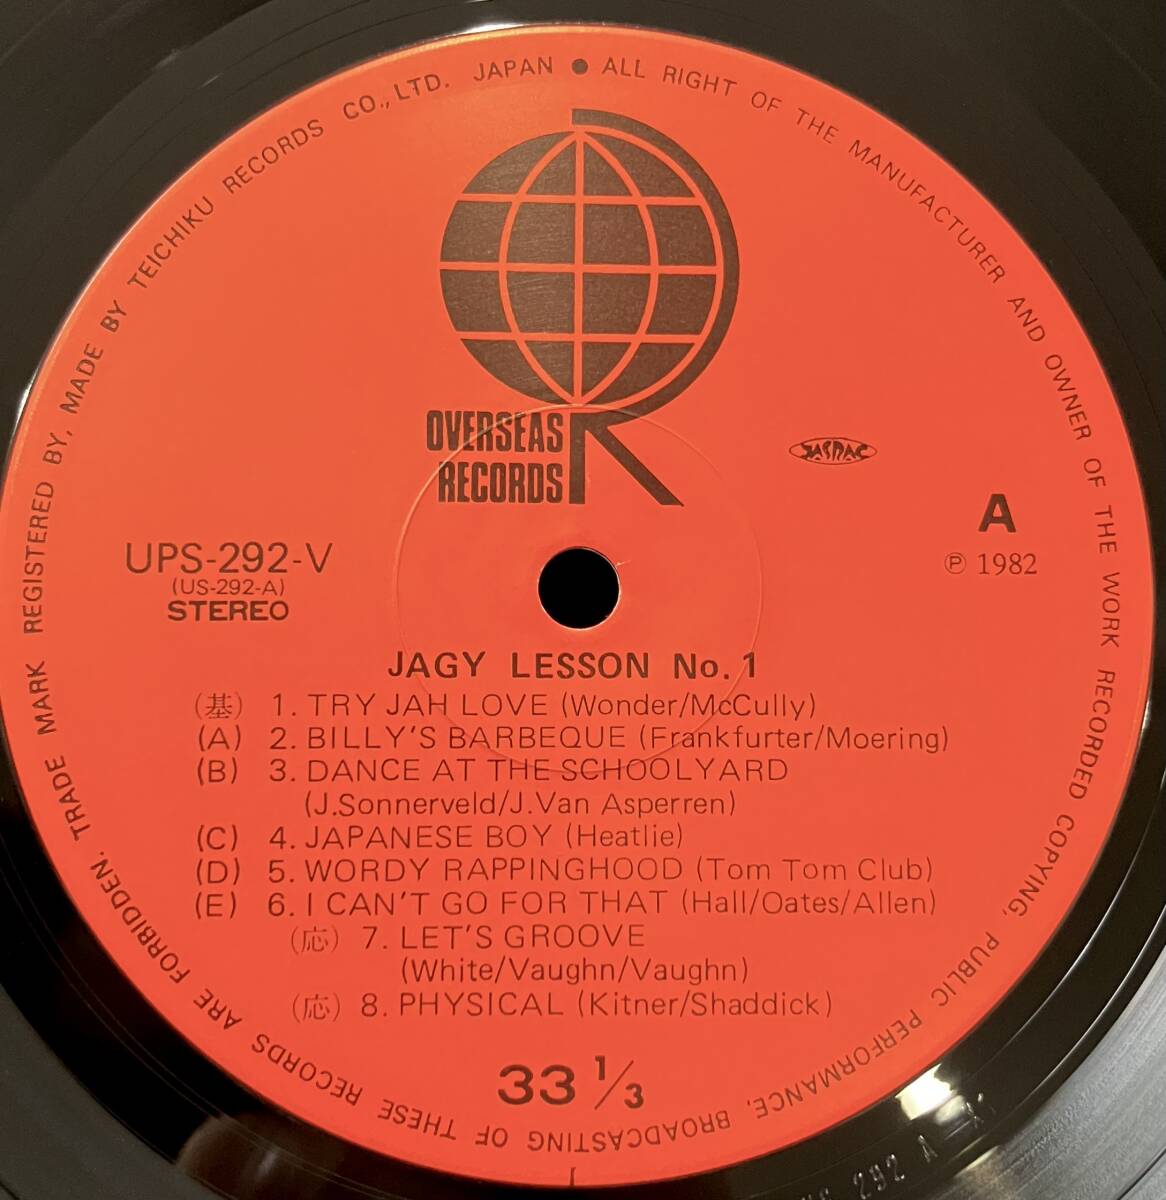 TRADE MARK REGISTERED BY, MADE BY TEICHIKU RECORDS CO., LTD. JAPAN ● ALL RIGHT OF THE MANUFACTURER AND OWNER OF THE WORK RECORDED COPYING, PUBLIC PERFORMANCE, BROADCASTING OF THESE RECORDS ARE FORBIDDEN.
OVERSEAS
RECORDS
JASRAC
A
UPS-292-V
(US-292-A)
STEREO
Ⓟ 1982
JAGY LESSON No. 1
(基) 1. TRY JAH LOVE (Wonder/McCully)
(A) 2. BILLY'S BARBEQUE (Frankfurter/Moering)
(B) 3. DANCE AT THE SCHOOLYARD
(J.Sonnerveld/J.Van Asperren)
(C) 4. JAPANESE BOY (Heatlie)
(D) 5. WORDY RAPPINGHOOD (Tom Tom Club)
(E) 6. I CAN'T GO FOR THAT (Hall/Oates/Allen)
(応) 7. LET'S GROOVE
(White/Vaughn/Vaughn)
(応) 8. PHYSICAL (Kitner/Shaddick)
33 1/3
292 A